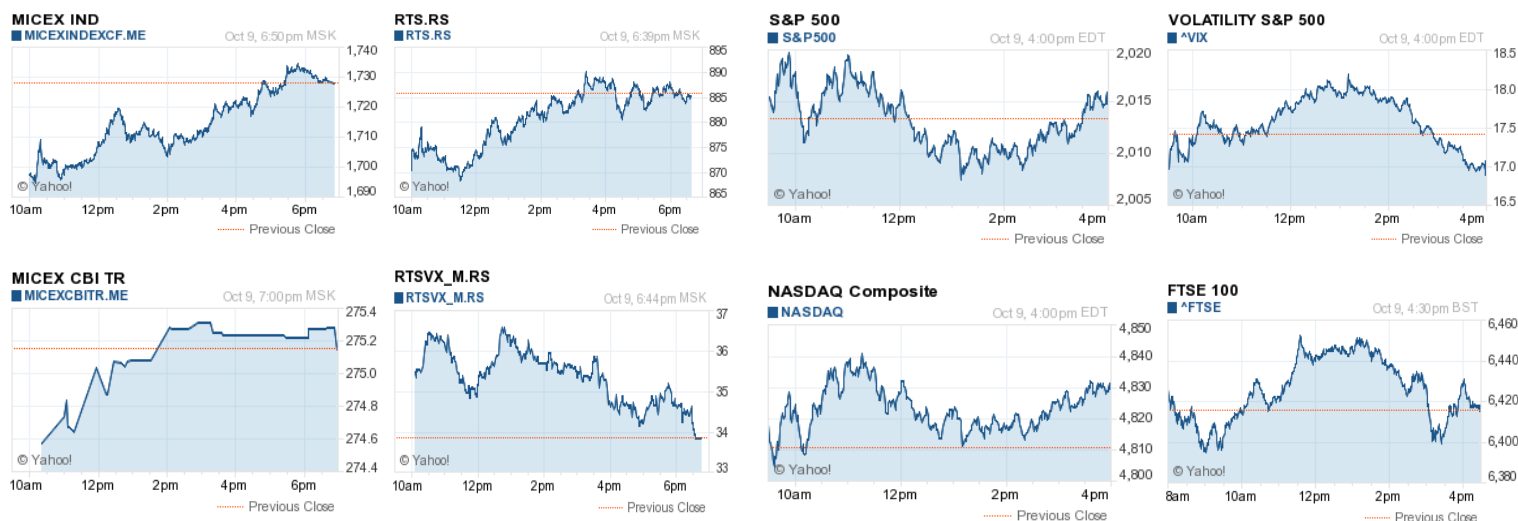 MICEX IND
MICEXINDEXCF.ME Oct 9, 6:50pm MSK
1,740
1,730
1,720
1,710
1,700
1,690
© Yahoo!
10am 12pm 2pm 4pm 6pm
Previous Close
RTS.RS
RTS.RS Oct 9, 6:39pm MSK
895
890
885
880
875
870
865
© Yahoo!
10am 12pm 2pm 4pm 6pm
Previous Close
S&P 500
S&P500 Oct 9, 4:00pm EDT
2,020
2,015
2,010
2,005
© Yahoo!
10am 12pm 2pm 4pm
Previous Close
VOLATILITY S&P 500
^VIX Oct 9, 4:00pm EDT
18.5
18.0
17.5
17.0
16.5
© Yahoo!
10am 12pm 2pm 4pm
Previous Close
MICEX CBI TR
MICEXCBITR.ME Oct 9, 7:00pm MSK
275.4
275.2
275.0
274.8
274.6
274.4
© Yahoo!
10am 12pm 2pm 4pm 6pm
Previous Close
RTSVX_M.RS
RTSVX_M.RS Oct 9, 6:44pm MSK
37
36
35
34
33
© Yahoo!
10am 12pm 2pm 4pm 6pm
Previous Close
NASDAQ Composite
NASDAQ Oct 9, 4:00pm EDT
4,850
4,840
4,830
4,820
4,810
4,800
© Yahoo!
10am 12pm 2pm 4pm
Previous Close
FTSE 100
^FTSE Oct 9, 4:30pm BST
6,460
6,440
6,420
6,400
6,380
© Yahoo!
8am 10am 12pm 2pm 4pm
Previous Close